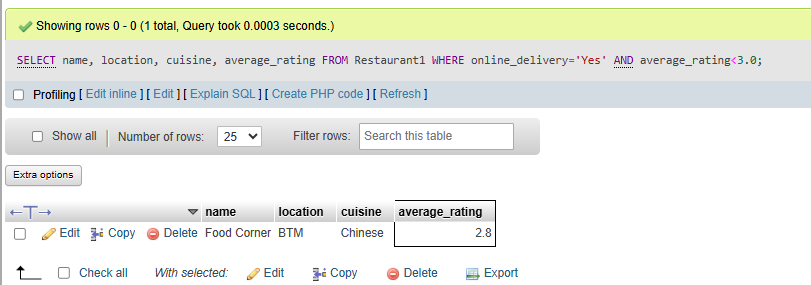 Showing rows 0 - 0 (1 total, Query took 0.0003 seconds.)
SELECT name, location, cuisine, average_rating FROM Restaurant1 WHERE online_delivery='Yes' AND average_rating<3.0;
Profiling [ Edit inline ] [ Edit ] [ Explain SQL ] [ Create PHP code ] [ Refresh ]
Show all Number of rows: 25 Filter rows: Search this table
Extra options
name location cuisine average_rating
Edit Copy Delete Food Corner BTM Chinese 2.8
Check all With selected: Edit Copy Delete Export